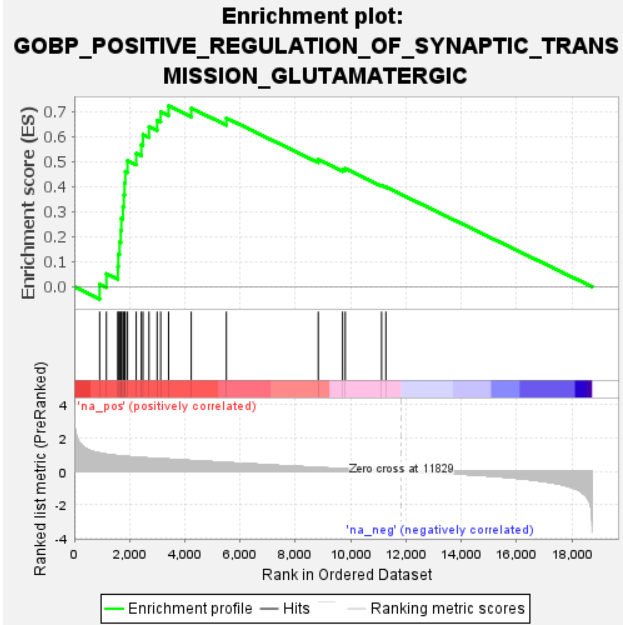 Enrichment plot:
GOBP_POSITIVE_REGULATION_OF_SYNAPTIC_TRANS
MISSION_GLUTAMATERGIC
Enrichment score (ES)
0.7
0.6
0.5
0.4
0.3
0.2
0.1
0.0
'na_pos' (positively correlated)
Ranked list metric (PreRanked)
4
2
0
-2
-4
Zero cross at 11829
'na_neg' (negatively correlated)
0 2,000 4,000 6,000 8,000 10,000 12,000 14,000 16,000 18,000
Rank in Ordered Dataset
Enrichment profile Hits Ranking metric scores